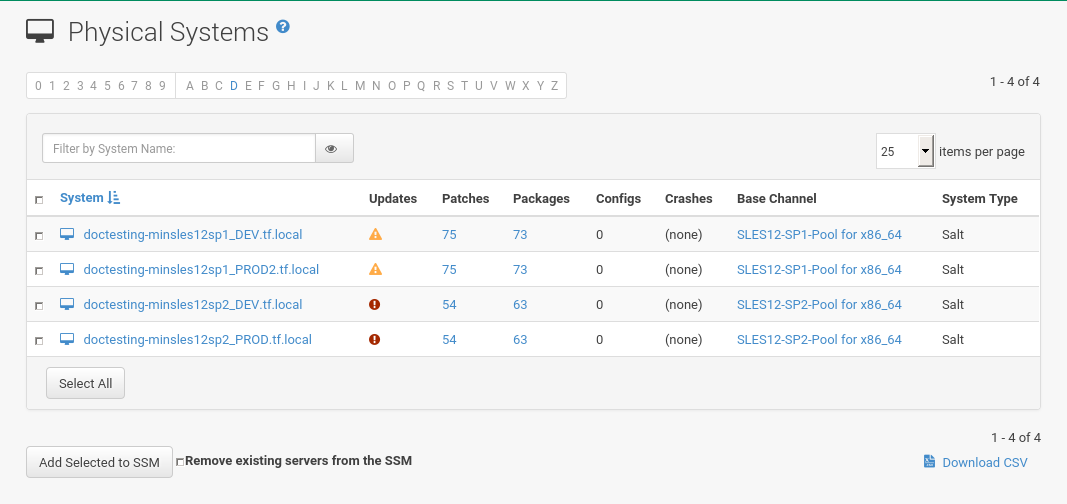 Physical Systems ?
0 1 2 3 4 5 6 7 8 9 A B C D E F G H I J K L M N O P Q R S T U V W X Y Z
1 - 4 of 4
Filter by System Name:
25 items per page
System Updates Patches Packages Configs Crashes Base Channel System Type
doctesting-minsles12sp1_DEV.tf.local 75 73 0 (none) SLES12-SP1-Pool for x86_64 Salt
doctesting-minsles12sp1_PROD2.tf.local 75 73 0 (none) SLES12-SP1-Pool for x86_64 Salt
doctesting-minsles12sp2_DEV.tf.local 54 63 0 (none) SLES12-SP2-Pool for x86_64 Salt
doctesting-minsles12sp2_PROD.tf.local 54 63 0 (none) SLES12-SP2-Pool for x86_64 Salt
Select All
1 - 4 of 4
Add Selected to SSM Remove existing servers from the SSM Download CSV